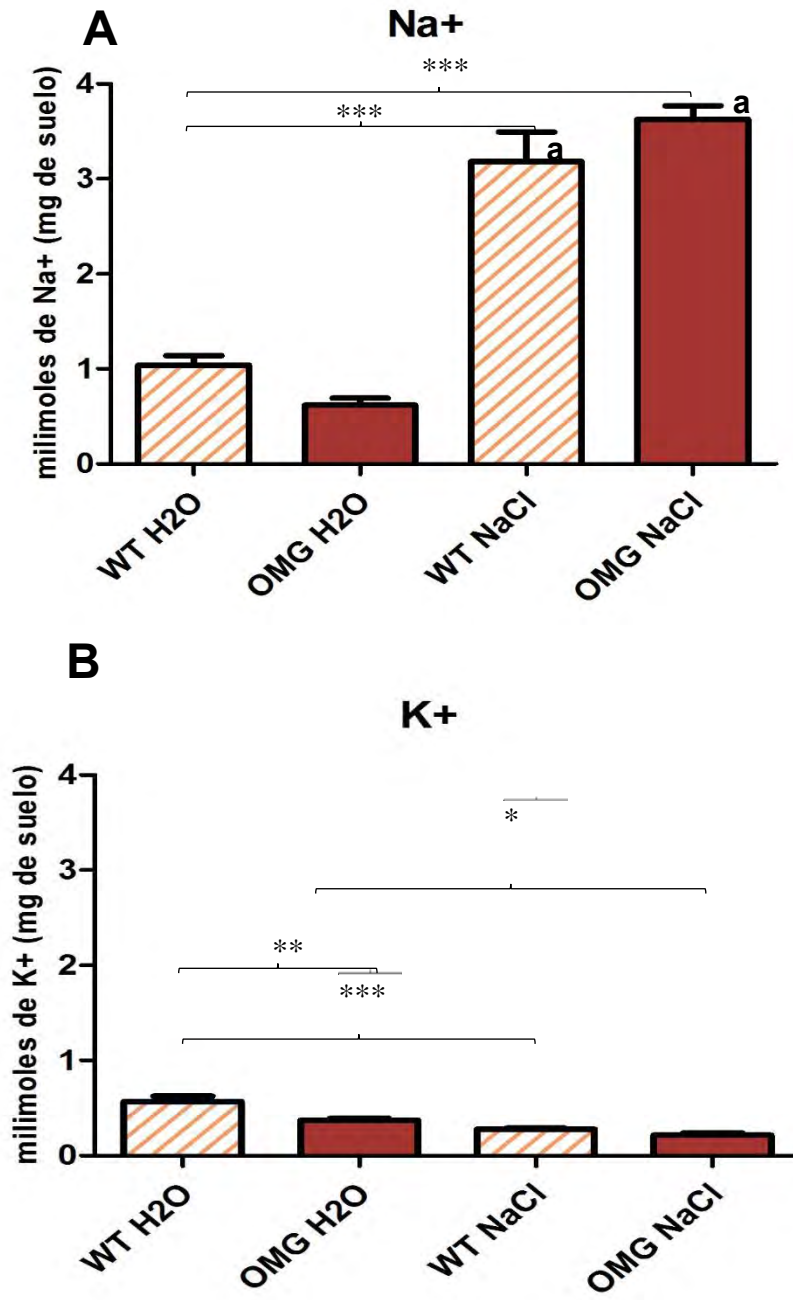 A
Na+
***
***
a
a
milimoles de Na+ (mg de suelo)
4
3
2
1
0
WT H2O
OMG H2O
WT NaCl
OMG NaCl
B
K+
*
**
***
milimoles de K+ (mg de suelo)
4
3
2
1
0
WT H2O
OMG H2O
WT NaCl
OMG NaCl